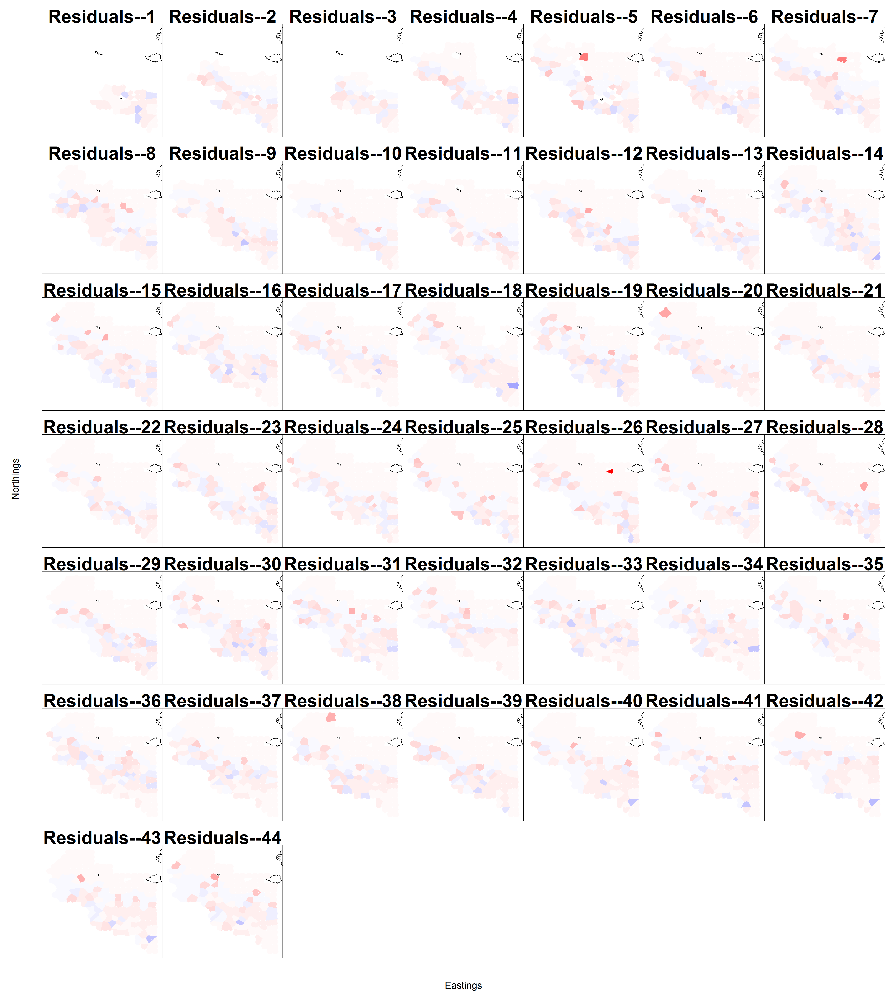 Residuals--1 Residuals--2 Residuals--3 Residuals--4 Residuals--5 Residuals--6 Residuals--7
Residuals--8 Residuals--9 Residuals--10 Residuals--11 Residuals--12 Residuals--13 Residuals--14
Residuals--15 Residuals--16 Residuals--17 Residuals--18 Residuals--19 Residuals--20 Residuals--21
Residuals--22 Residuals--23 Residuals--24 Residuals--25 Residuals--26 Residuals--27 Residuals--28
Northings
Residuals--29 Residuals--30 Residuals--31 Residuals--32 Residuals--33 Residuals--34 Residuals--35
Residuals--36 Residuals--37 Residuals--38 Residuals--39 Residuals--40 Residuals--41 Residuals--42
Residuals--43 Residuals--44
Eastings